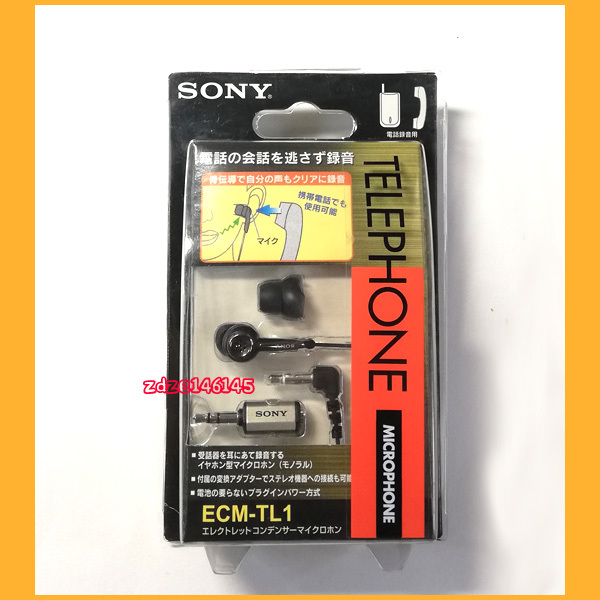 SONY
電話録音用
電話の会話を逃さず録音
骨伝導で自分の声もクリアに録音
携帯電話でも
使用可能
マイク
TELEPHONE
MICROPHONE
SONY
zdzc146145
SONY
■ 受話器を耳にあて録音する
イヤホン型マイクロホン（モノラル）
■ 付属の変換アダプターでステレオ機器への接続も可能
■ 電池の要らないプラグインパワー方式
ECM-TL1
エレクトレットコンデンサーマイクロホン